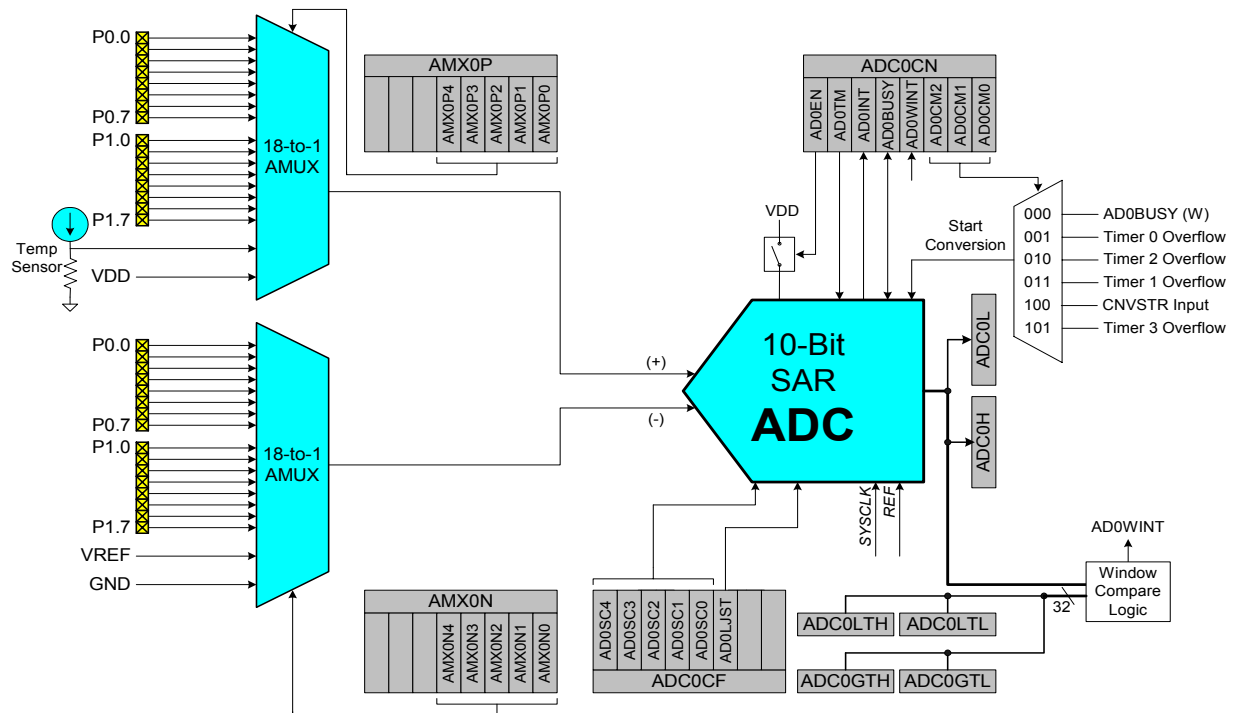 P0.0
P0.7
P1.0
P1.7
Temp
Sensor
VDD
18-to-1
AMUX
AMX0P
AMX0P4
AMX0P3
AMX0P2
AMX0P1
AMX0P0
ADC0CN
AD0EN
AD0TM
AD0INT
AD0BUSY
AD0WINT
AD0CM2
AD0CM1
AD0CM0
VDD
Start
Conversion
000
001
010
011
100
101
AD0BUSY (W)
Timer 0 Overflow
Timer 2 Overflow
Timer 1 Overflow
CNVSTR Input
Timer 3 Overflow
P0.0
P0.7
P1.0
P1.7
VREF
GND
18-to-1
AMUX
(+)
(-)
10-Bit
SAR
ADC
ADC0L
ADC0H
SYSCLK
REF
AMX0N
AMX0N4
AMX0N3
AMX0N2
AMX0N1
AMX0N0
AD0SC4
AD0SC3
AD0SC2
AD0SC1
AD0SC0
AD0LJST
ADC0CF
AD0WINT
Window
Compare
Logic
32
ADC0LTH
ADC0LTL
ADC0GTH
ADC0GTL